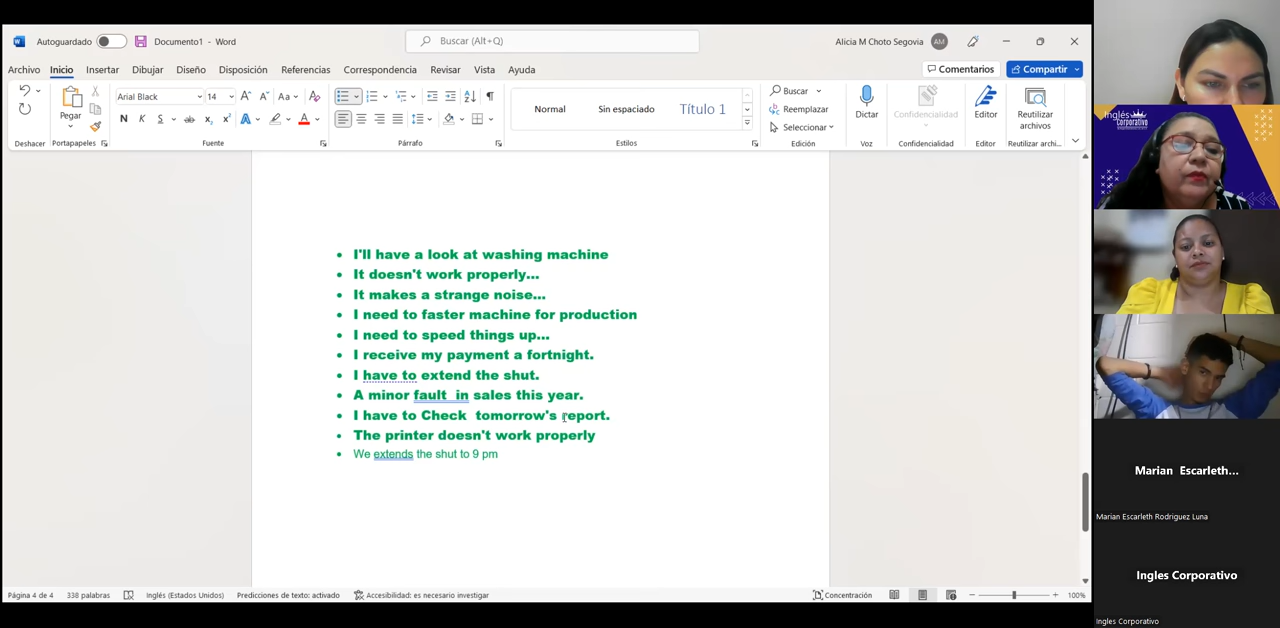 Autoguardado
Documento1 - Word
Buscar (Alt+Q)
Alicia M Choto Segovia AM
Archivo Inicio Insertar Dibujar Diseño Disposición Referencias Correspondencia Revisar Vista Ayuda
Comentarios Compartir
Arial Black 14
Buscar
Reemplazar
Seleccionar
Pegar
N K S ab x₂ x²
Normal Sin espaciado Título 1
Dictar Confidencialidad Editor Reutilizar archivos
Deshacer Portapapeles Fuente Párrafo Estilos Edición Voz Confidencialidad Editor Reutilizar archi...
• I'll have a look at washing machine
• It doesn't work properly...
• It makes a strange noise...
• I need to faster machine for production
• I need to speed things up...
• I receive my payment a fortnight.
• I have to extend the shut.
• A minor fault  in sales this year.
• I have to Check  tomorrow's report.
• The printer doesn't work properly
• We extends the shut to 9 pm
Página 4 de 4 338 palabras Inglés (Estados Unidos) Predicciones de texto: activado Accesibilidad: es necesario investigar Concentración 100%
Inglés Corporativo
Marian Escarleth...
Marian Escarleth Rodriguez Luna
Ingles Corporativo
Ingles Corporativo